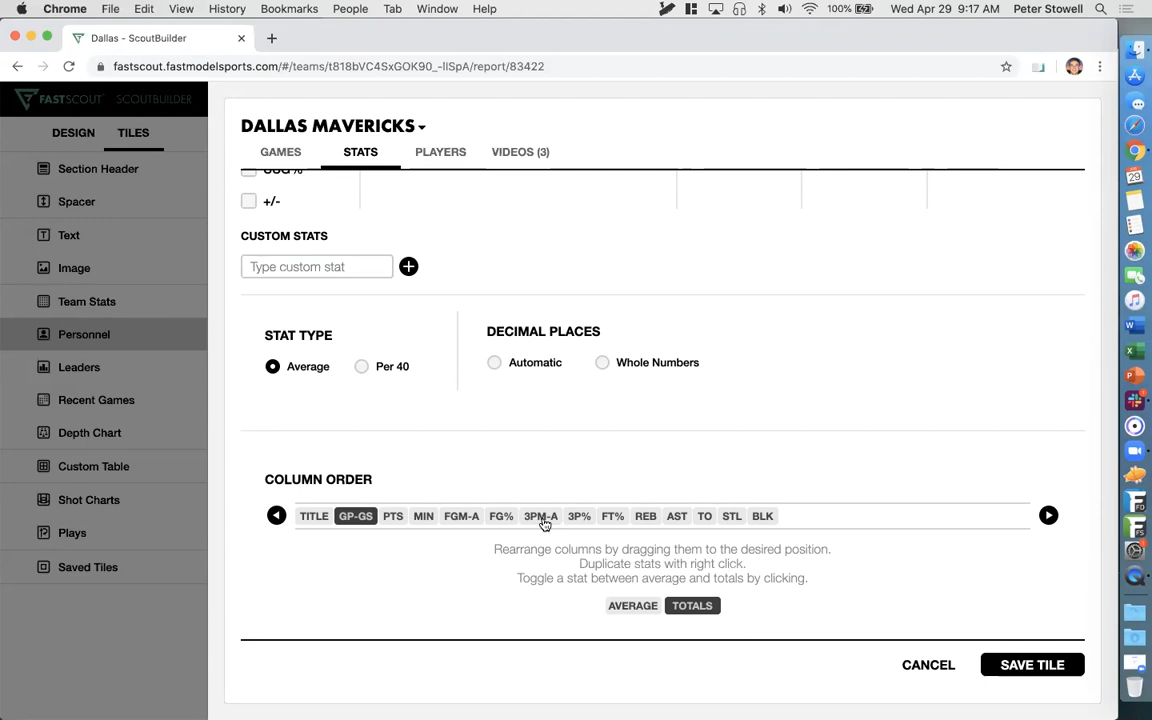 Chrome File Edit View History Bookmarks People Tab Window Help 100% Wed Apr 29 9:17 AM Peter Stowell
Dallas - ScoutBuilder
fastscout.fastmodelsports.com/#/teams/t818bVC4SxGOK90_-IISpA/report/83422
FASTSCOUT SCOUTBUILDER
DESIGN TILES
Section Header
Spacer
Text
Image
Team Stats
Personnel
Leaders
Recent Games
Depth Chart
Custom Table
Shot Charts
Plays
Saved Tiles
DALLAS MAVERICKS
GAMES STATS PLAYERS VIDEOS (3)
+/-
CUSTOM STATS
Type custom stat
STAT TYPE
Average Per 40
DECIMAL PLACES
Automatic Whole Numbers
COLUMN ORDER
TITLE GP-GS PTS MIN FGM-A FG% 3PM-A 3P% FT% REB AST TO STL BLK
Rearrange columns by dragging them to the desired position.
Duplicate stats with right click.
Toggle a stat between average and totals by clicking.
AVERAGE TOTALS
CANCEL SAVE TILE
29